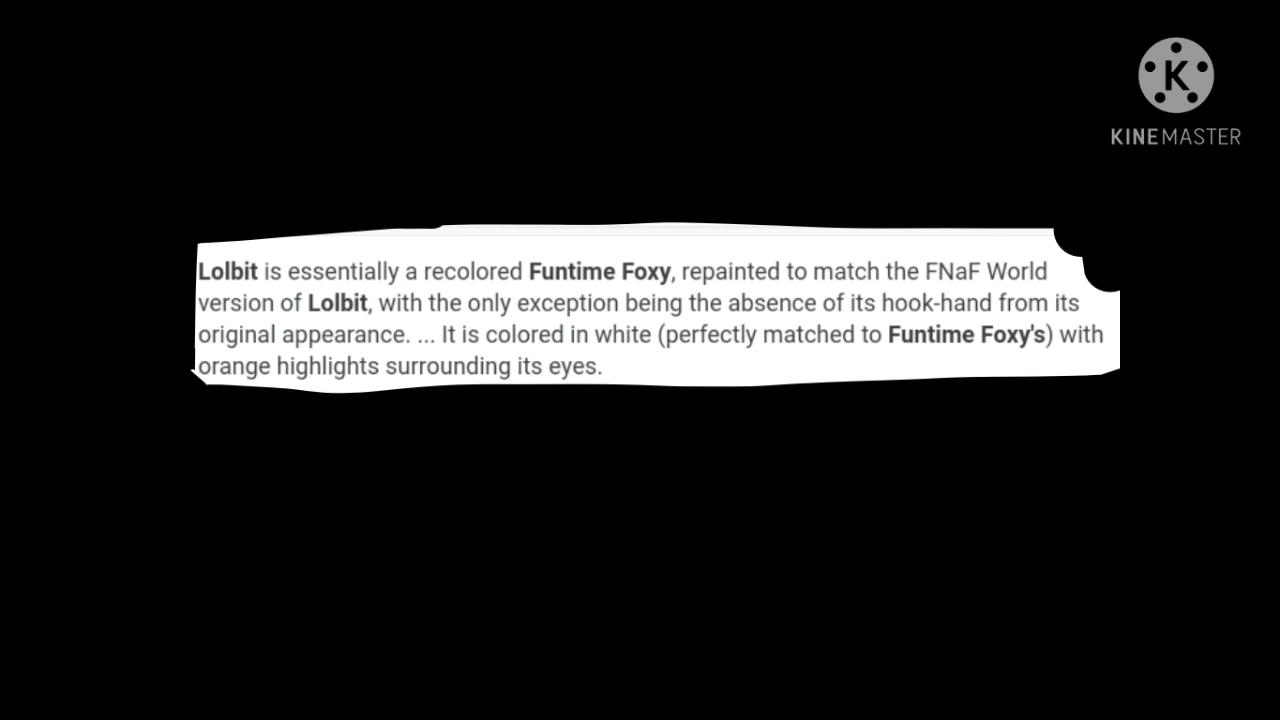 K
KINEMASTER
Lolbit is essentially a recolored Funtime Foxy, repainted to match the FNaF World
version of Lolbit, with the only exception being the absence of its hook-hand from its
original appearance. ... It is colored in white (perfectly matched to Funtime Foxy's) with
orange highlights surrounding its eyes.